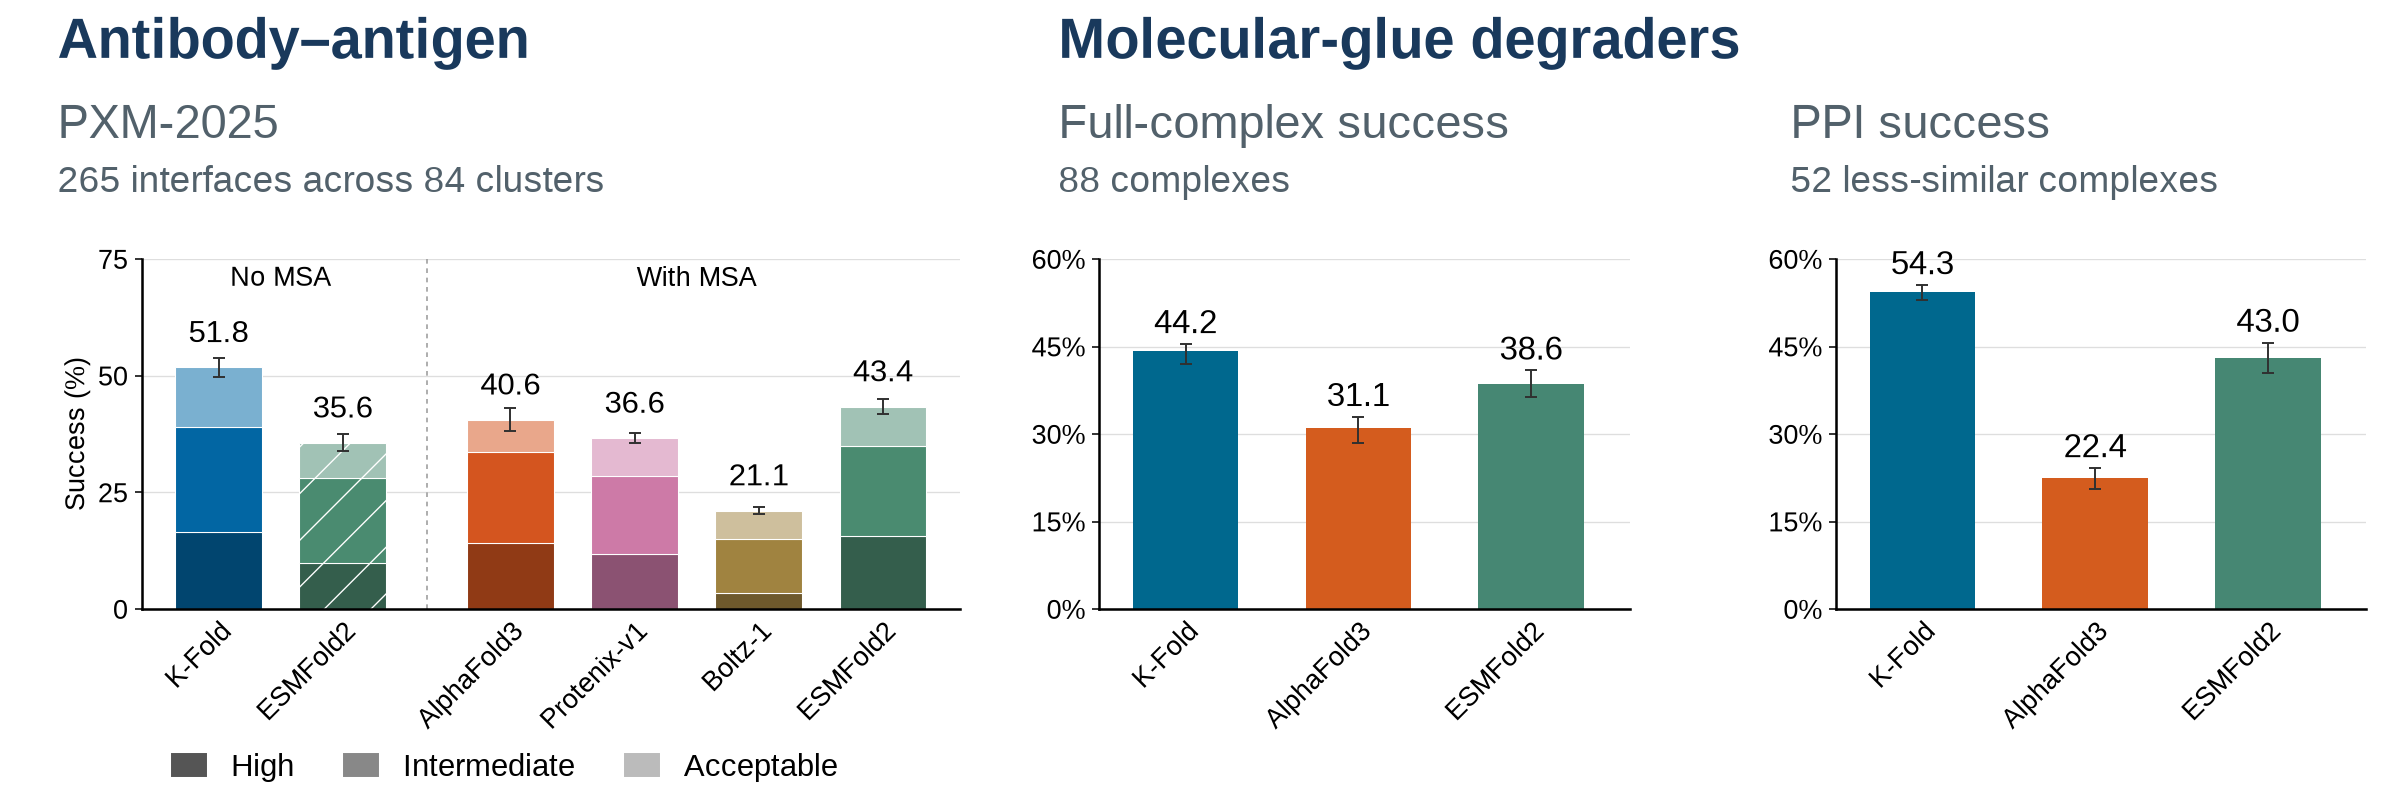 Antibody–antigen
PXM-2025
265 interfaces across 84 clusters
75
50
25
0
Success (%)
No MSA
With MSA
51.8
35.6
40.6
36.6
21.1
43.4
K-Fold
ESMFold2
AlphaFold3
Protenix-v1
Boltz-1
ESMFold2
High
Intermediate
Acceptable
Molecular-glue degraders
Full-complex success
88 complexes
60%
45%
30%
15%
0%
44.2
31.1
38.6
K-Fold
AlphaFold3
ESMFold2
PPI success
52 less-similar complexes
60%
45%
30%
15%
0%
54.3
22.4
43.0
K-Fold
AlphaFold3
ESMFold2